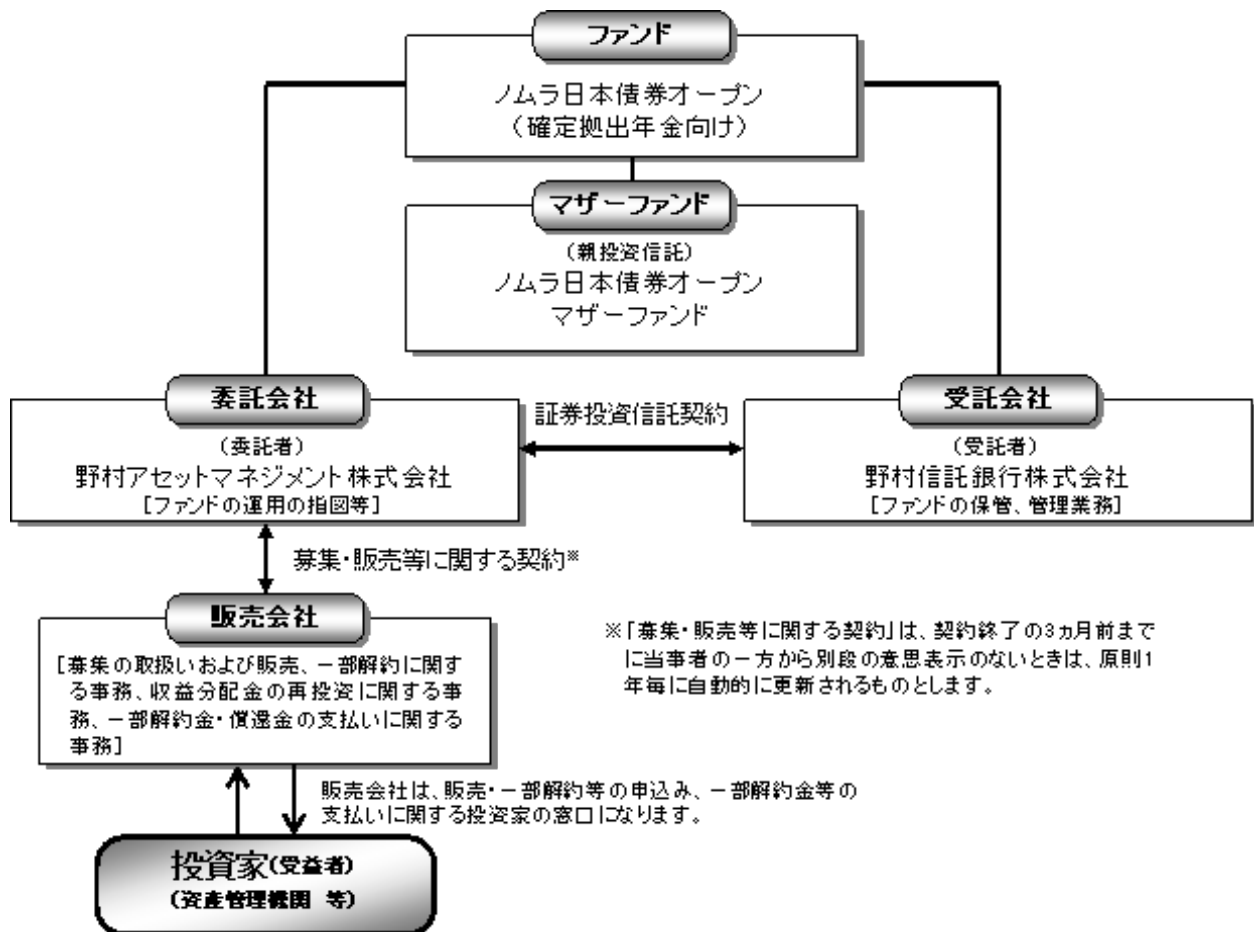 ファンド
ノムラ日本債券オープン
（確定拠出年金向け）
マザーファンド
（親投資信託）
ノムラ日本債券オープン
マザーファンド
委託会社
（委託者）
野村アセットマネジメント株式会社
[ファンドの運用の指図等]
証券投資信託契約
受託会社
（受託者）
野村信託銀行株式会社
[ファンドの保管、管理業務]
募集・販売等に関する契約※
販売会社
[募集の取扱いおよび販売、一部解約に関す
る事務、収益分配金の再投資に関する事
務、一部解約金・償還金の支払いに関する
事務]
※「募集・販売等に関する契約」は、契約終了の3ヵ月前まで
に当事者の一方から別段の意思表示のないときは、原則1
年毎に自動的に更新されるものとします。
販売会社は、販売・一部解約等の申込み、一部解約金等の
支払いに関する投資家の窓口になります。
投資家（受益者）
（資産管理機関 等）